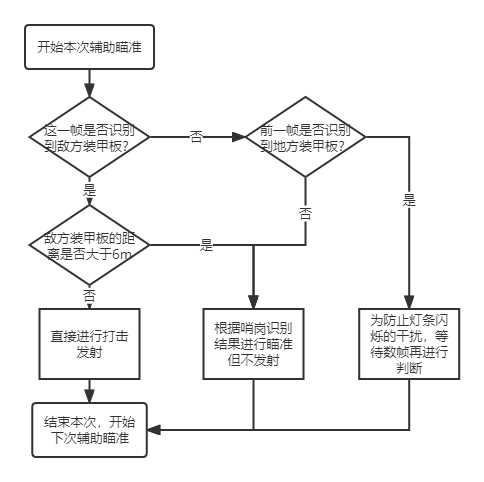 开始本次辅助瞄准
这一帧是否识别
到敌方装甲板?
否
前一帧是否识别
到地方装甲板?
是
是
敌方装甲板的距
离是否大于6m
是
否
否
直接进行打击
发射
根据哨岗识别
结果进行瞄准
但不发射
为防止灯条闪
烁的干扰，等
待数帧再进行
判断
结束本次，开始
下次辅助瞄准